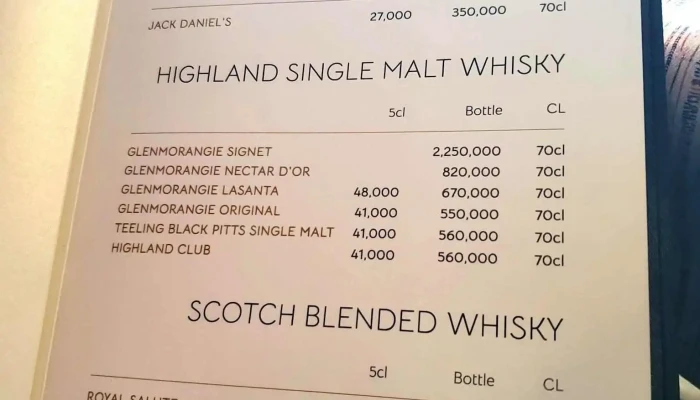 JACK DANIEL'S 27,000 350,000 70cl
HIGHLAND SINGLE MALT WHISKY
5cl Bottle CL
GLENMORANGIE SIGNET 2,250,000 70cl
GLENMORANGIE NECTAR D'OR 820,000 70cl
GLENMORANGIE LASANTA 48,000 670,000 70cl
GLENMORANGIE ORIGINAL 41,000 550,000 70cl
TEELING BLACK PITTS SINGLE MALT 41,000 560,000 70cl
HIGHLAND CLUB 41,000 560,000 70cl
SCOTCH BLENDED WHISKY
5cl Bottle CL
ROYAL SALUTE